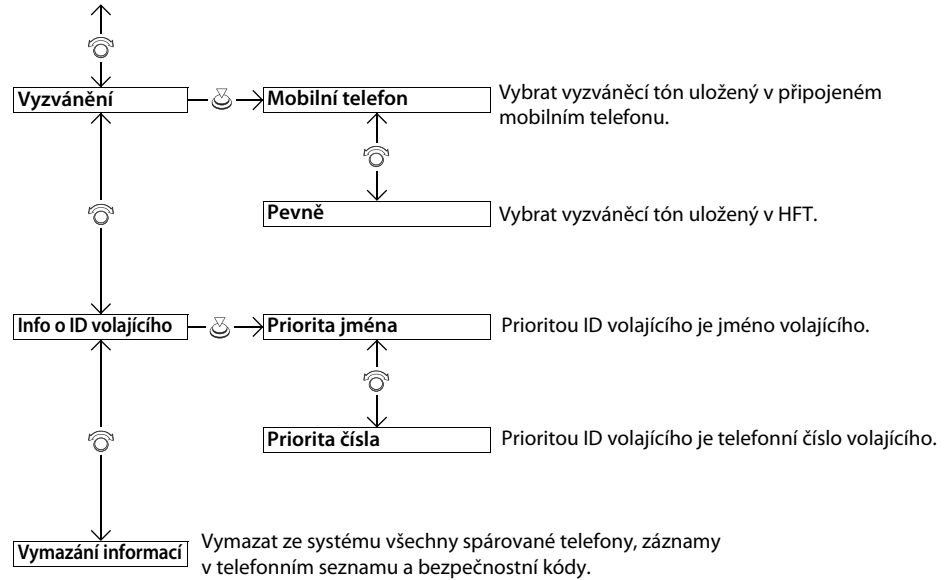 Vyzvánění
Mobilní telefon
Vybrat vyzváněcí tón uložený v připojeném
mobilním telefonu.
Pevně
Vybrat vyzváněcí tón uložený v HFT.
Info o ID volajícího
Priorita jména
Prioritou ID volajícího je jméno volajícího.
Priorita čísla
Prioritou ID volajícího je telefonní číslo volajícího.
Vymazání informací
Vymazat ze systému všechny spárované telefony, záznamy
v telefonním seznamu a bezpečnostní kódy.